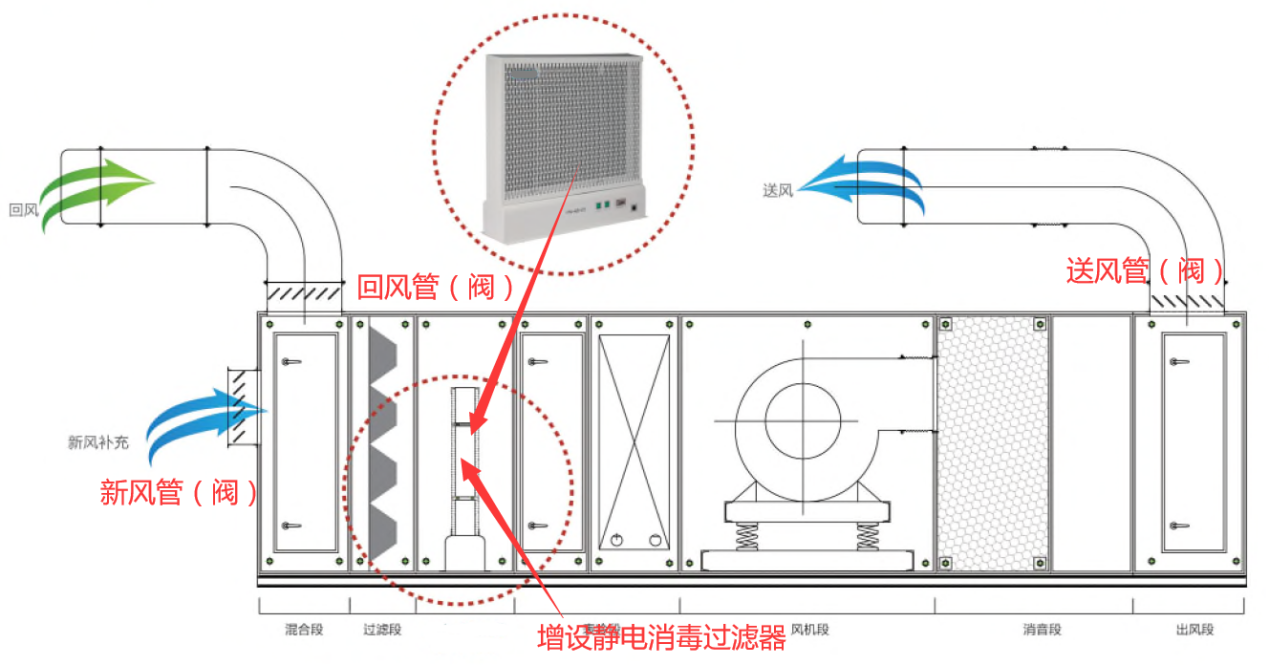 回风
送风
回风管（阀）
送风管（阀）
新风补充
新风管（阀）
混合段
过滤段
风机段
消音段
出风段
增设静电消毒过滤器